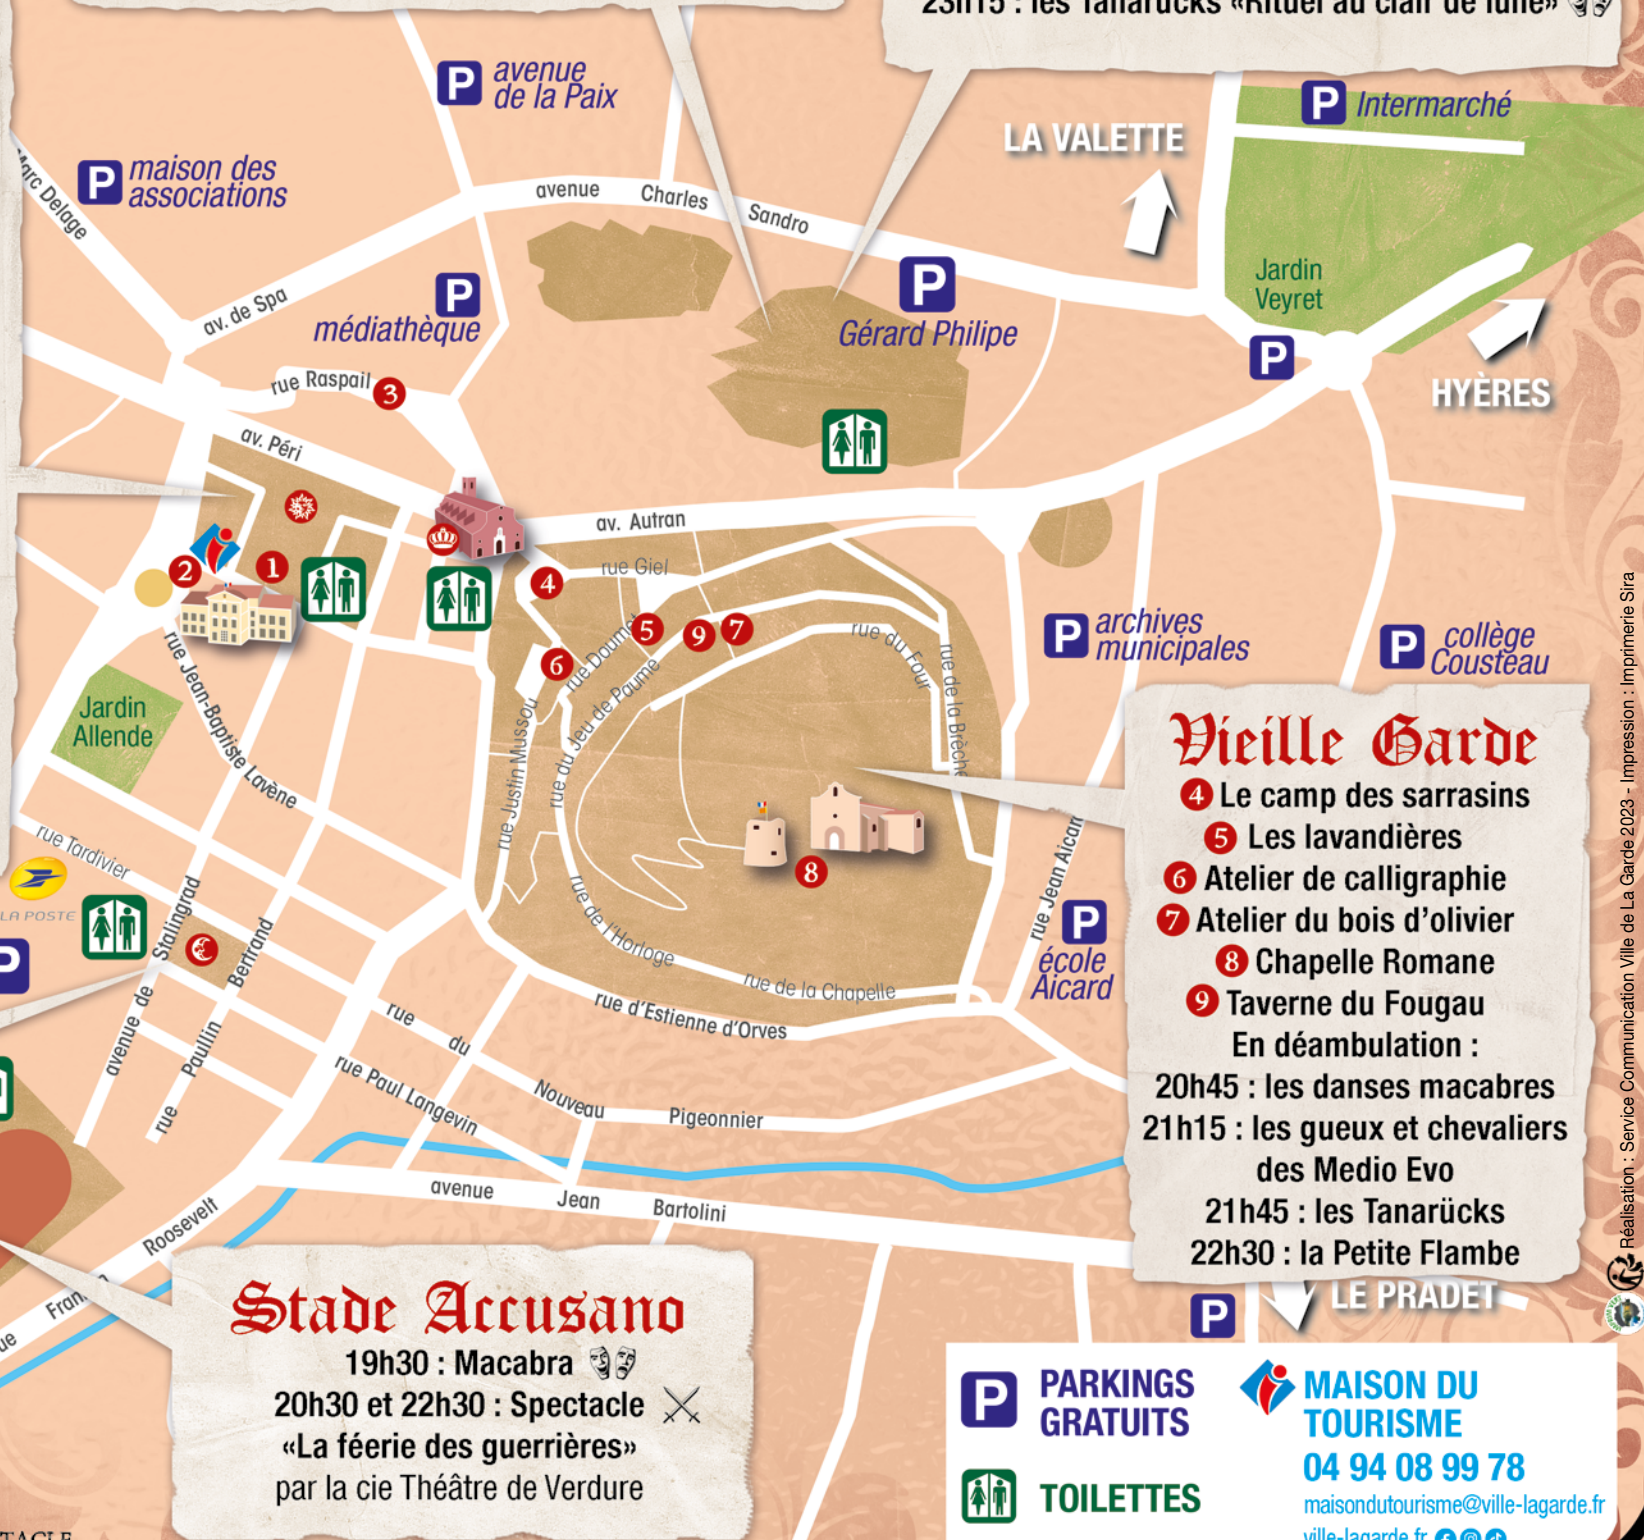 23h15 : les Tanarücks «Rituel au clair de lune»
P avenue
de la Paix
P Intermarché
LA VALETTE
P maison des
associations
Marc Delage
avenue Charles Sandro
Jardin
Veyret
av. de Spa
P
médiathèque
P
Gérard Philipe
P
HYÈRES
rue Raspail 3
av. Péri
av. Autran
rue Giel
2 1
4
5 9 7
6
rue Doumet
rue du Jeu de Paume
rue du Four
rue de la Brèche
P archives
municipales
P collège
Cousteau
rue Jean-Baptiste Lavène
Jardin
Allende
rue Justin Mussou
8
rue Tardivier
LA POSTE
P
avenue de Stalingrad
rue Paullin Bertrand
rue de l'Horloge
rue de la Chapelle
rue d'Estienne d'Orves
rue Jean Aicard
P
école
Aicard
rue du Nouveau Pigeonnier
rue Paul Langevin
avenue Jean Bartolini
Roosevelt
Vieille Garde
4 Le camp des sarrasins
5 Les lavandières
6 Atelier de calligraphie
7 Atelier du bois d'olivier
8 Chapelle Romane
9 Taverne du Fougau
En déambulation :
20h45 : les danses macabres
21h15 : les gueux et chevaliers
des Medio Evo
21h45 : les Tanarücks
22h30 : la Petite Flambe
P
LE PRADET
Stade Accusano
19h30 : Macabra
20h30 et 22h30 : Spectacle
«La féerie des guerrières»
par la cie Théâtre de Verdure
P PARKINGS
GRATUITS
TOILETTES
MAISON DU
TOURISME
04 94 08 99 78
maisondutourisme@ville-lagarde.fr
ville-lagarde.fr
Réalisation : Service Communication Ville de La Garde 2023 - Impression : Imprimerie Sira